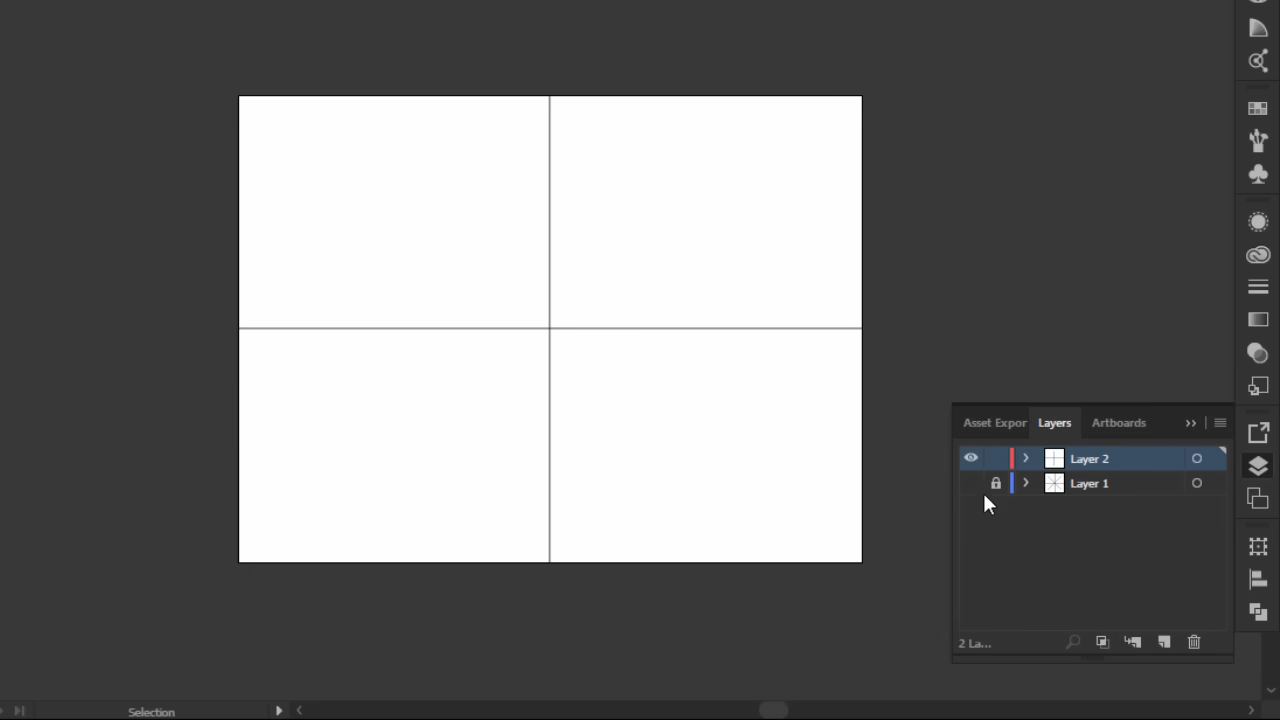 Asset Expor Layers Artboards
Layer 2
Layer 1
2 La...
Selection